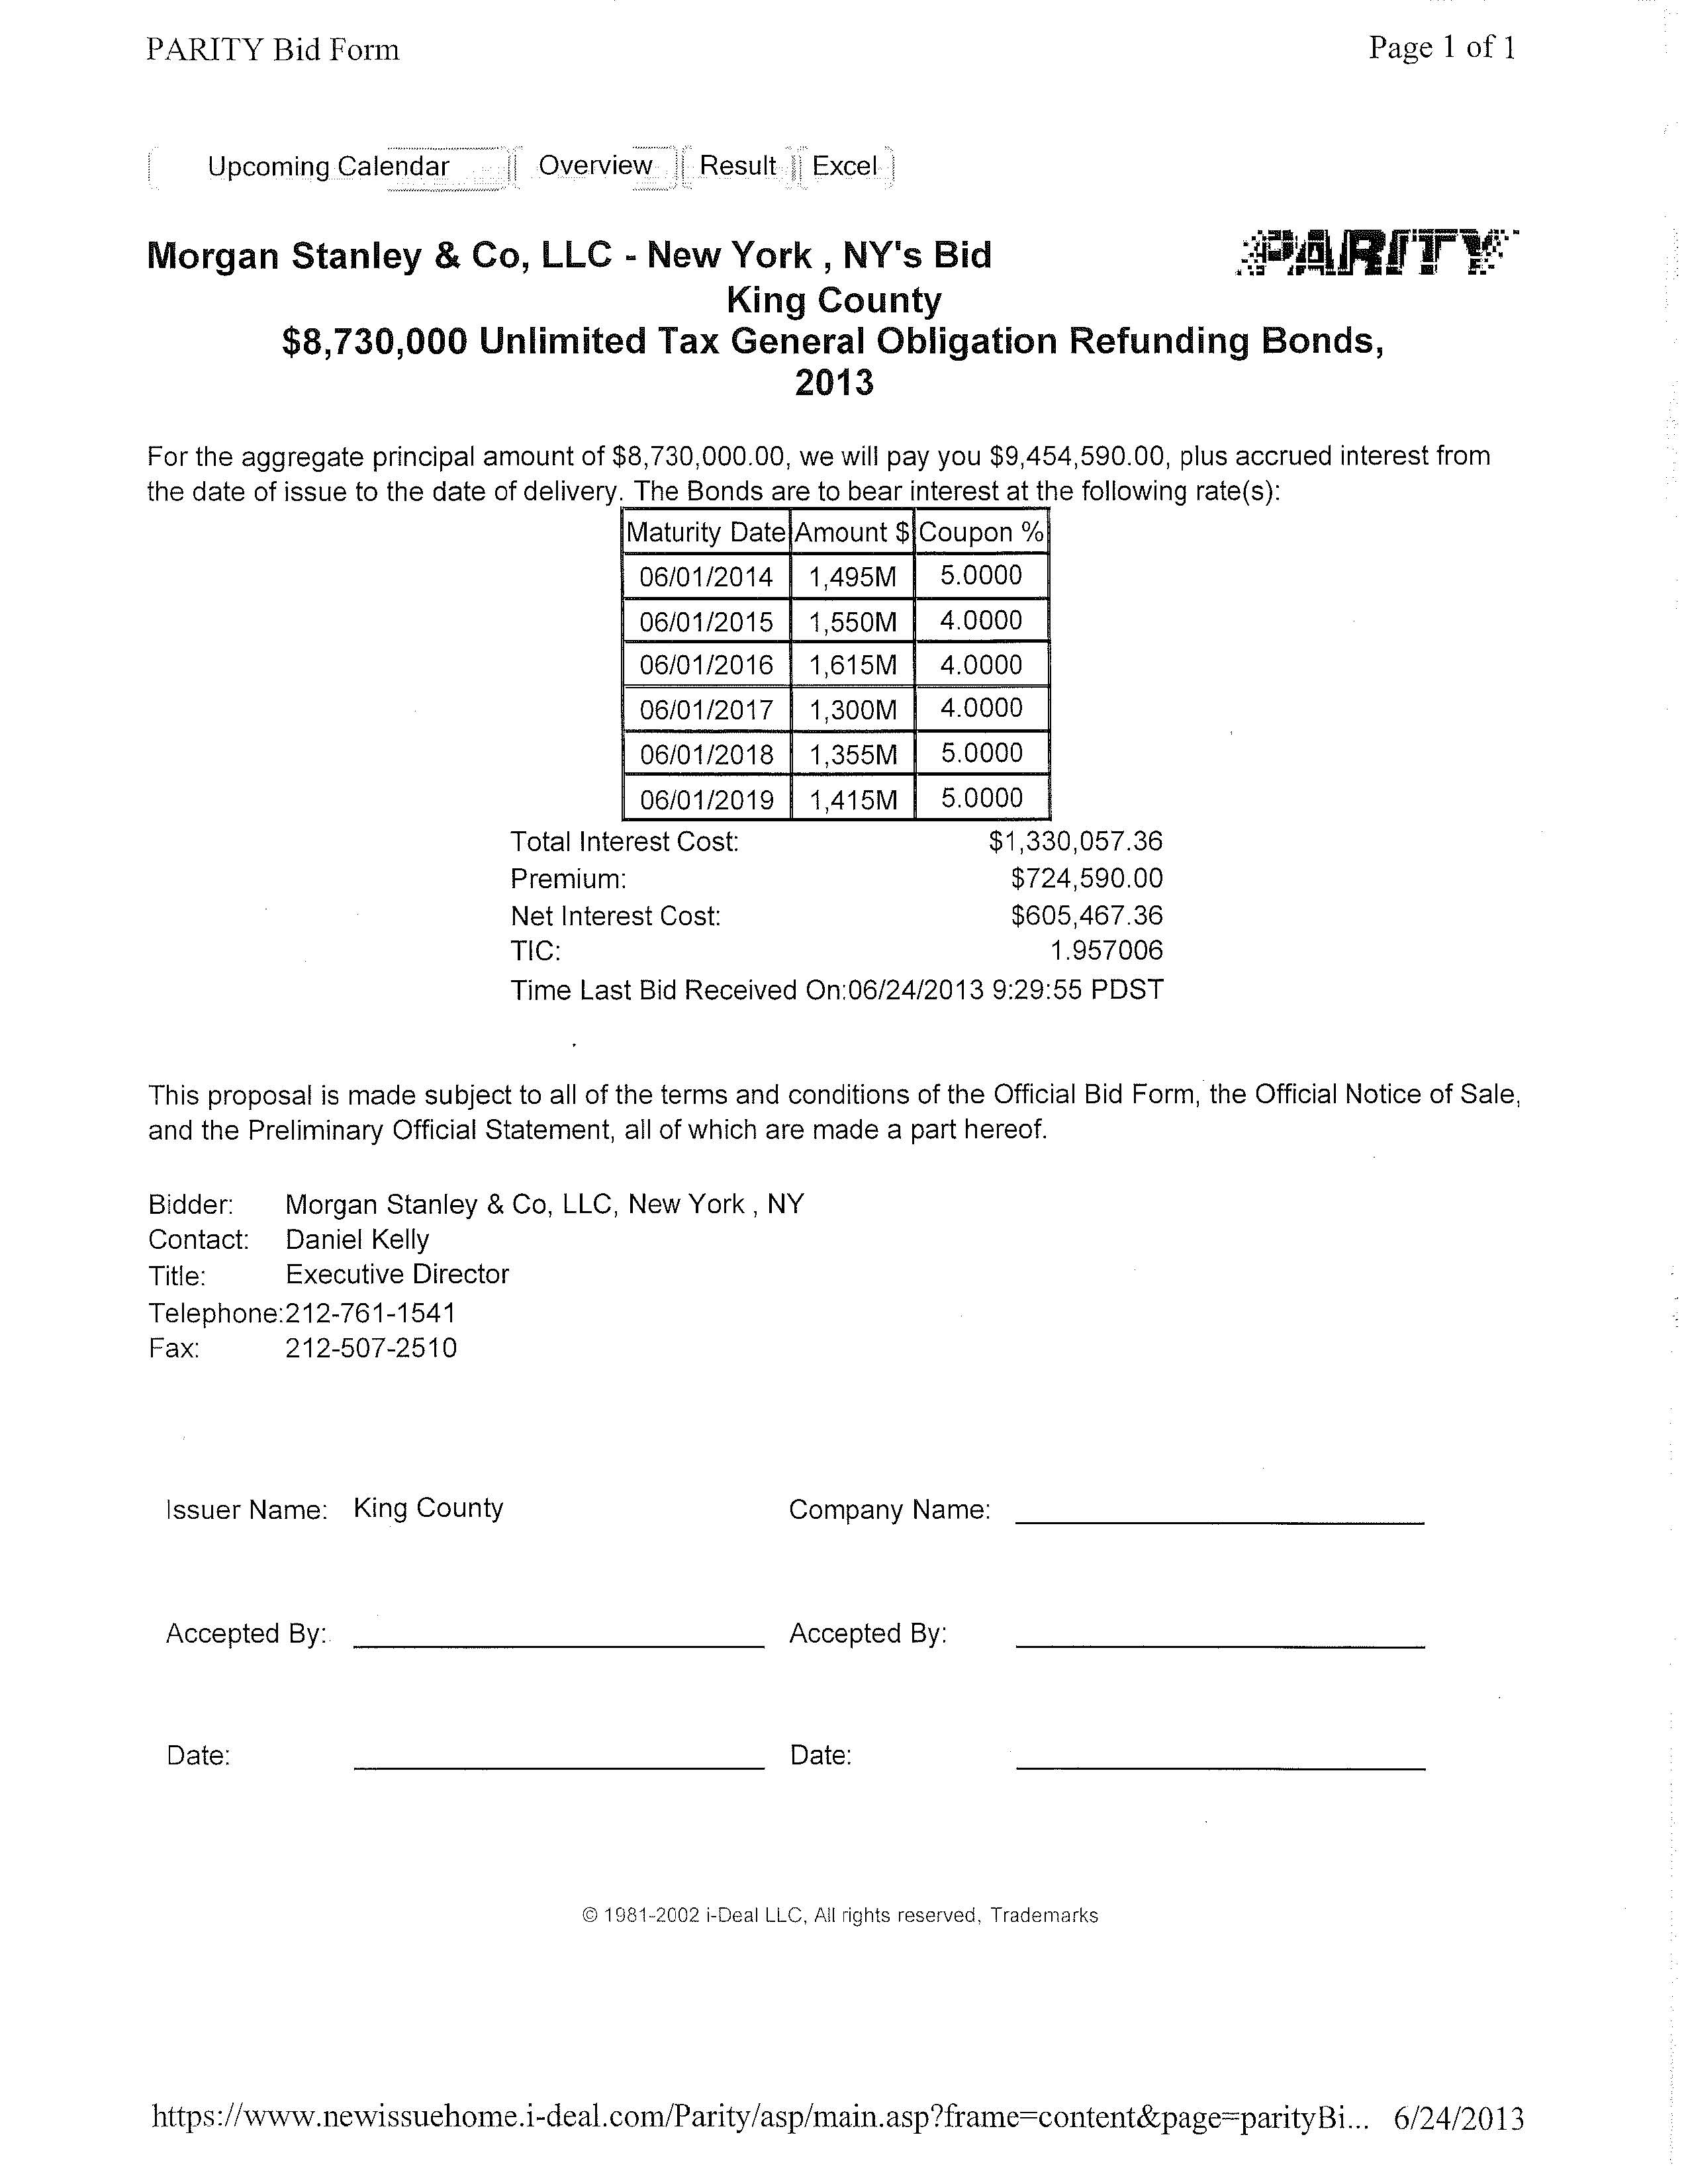 PARITY Bid Form Page 1 of 1
Upcoming Calendar Overview Result Excel
Morgan Stanley & Co, LLC - New York , NY's Bid PARITY
King County
$8,730,000 Unlimited Tax General Obligation Refunding Bonds,
2013
For the aggregate principal amount of $8,730,000.00, we will pay you $9,454,590.00, plus accrued interest from
the date of issue to the date of delivery. The Bonds are to bear interest at the following rate(s):
Maturity Date Amount $ Coupon %
06/01/2014 1,495M 5.0000
06/01/2015 1,550M 4.0000
06/01/2016 1,615M 4.0000
06/01/2017 1,300M 4.0000
06/01/2018 1,355M 5.0000
06/01/2019 1,415M 5.0000
Total Interest Cost: $1,330,057.36
Premium: $724,590.00
Net Interest Cost: $605,467.36
TIC: 1.957006
Time Last Bid Received On:06/24/2013 9:29:55 PDST
This proposal is made subject to all of the terms and conditions of the Official Bid Form, the Official Notice of Sale,
and the Preliminary Official Statement, all of which are made a part hereof.
Bidder: Morgan Stanley & Co, LLC, New York , NY
Contact: Daniel Kelly
Title: Executive Director
Telephone:212-761-1541
Fax: 212-507-2510
Issuer Name: King County Company Name:
Accepted By: Accepted By:
Date: Date:
© 1981-2002 i-Deal LLC, All rights reserved, Trademarks
https://www.newissuehome.i-deal.com/Parity/asp/main.asp?frame=content&page=parityBi... 6/24/2013